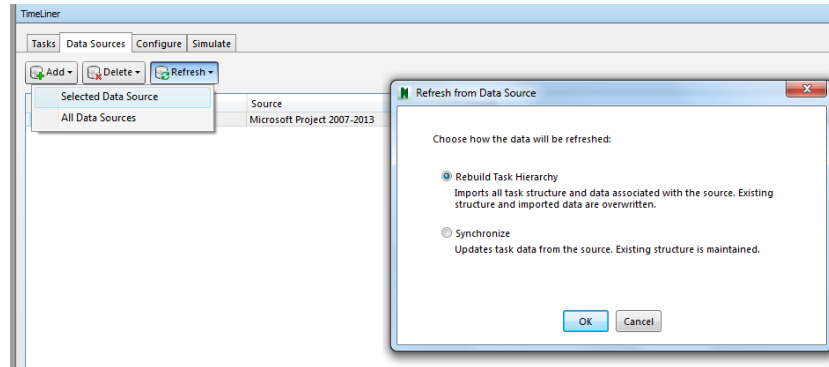 TimeLiner
Tasks Data Sources Configure Simulate
Add Delete Refresh
Selected Data Source
All Data Sources
Source
Microsoft Project 2007-2013
Refresh from Data Source
Choose how the data will be refreshed:
Rebuild Task Hierarchy
Imports all task structure and data associated with the source. Existing
structure and imported data are overwritten.
Synchronize
Updates task data from the source. Existing structure is maintained.
OK Cancel